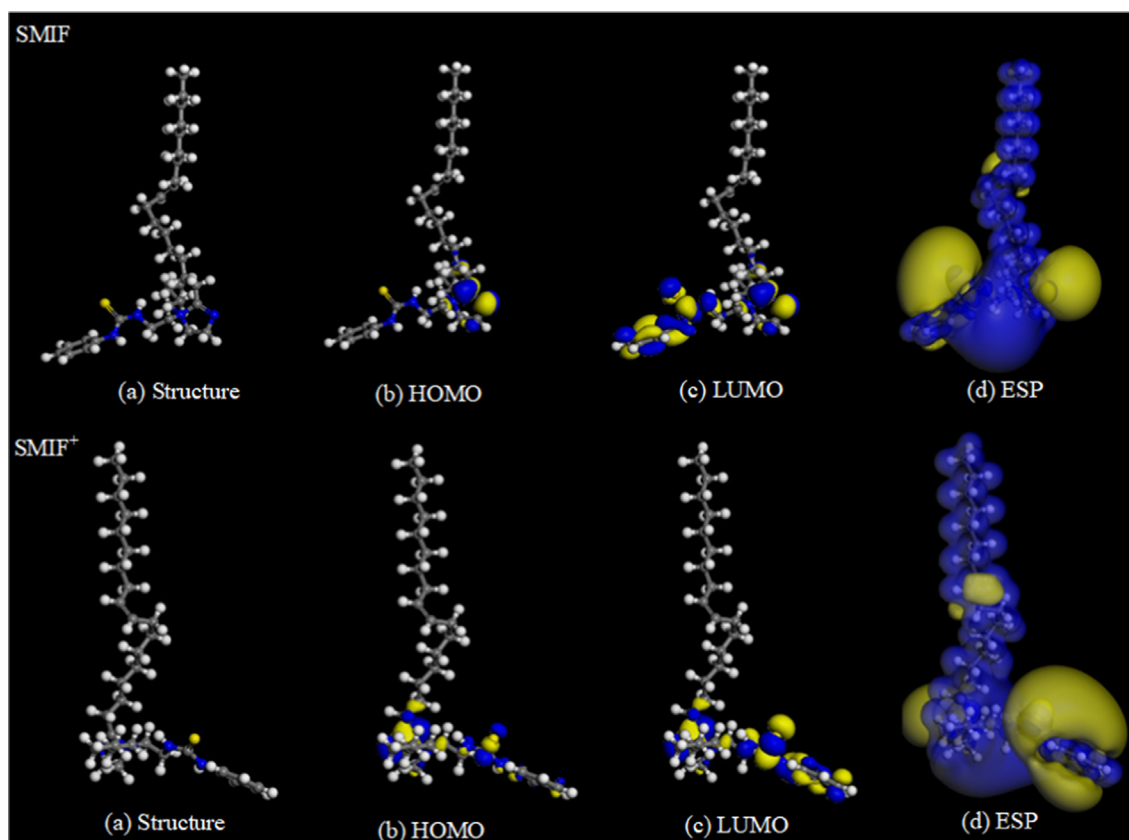 SMIF
(a) Structure (b) HOMO (c) LUMO (d) ESP
SMIF⁺
(a) Structure (b) HOMO (c) LUMO (d) ESP